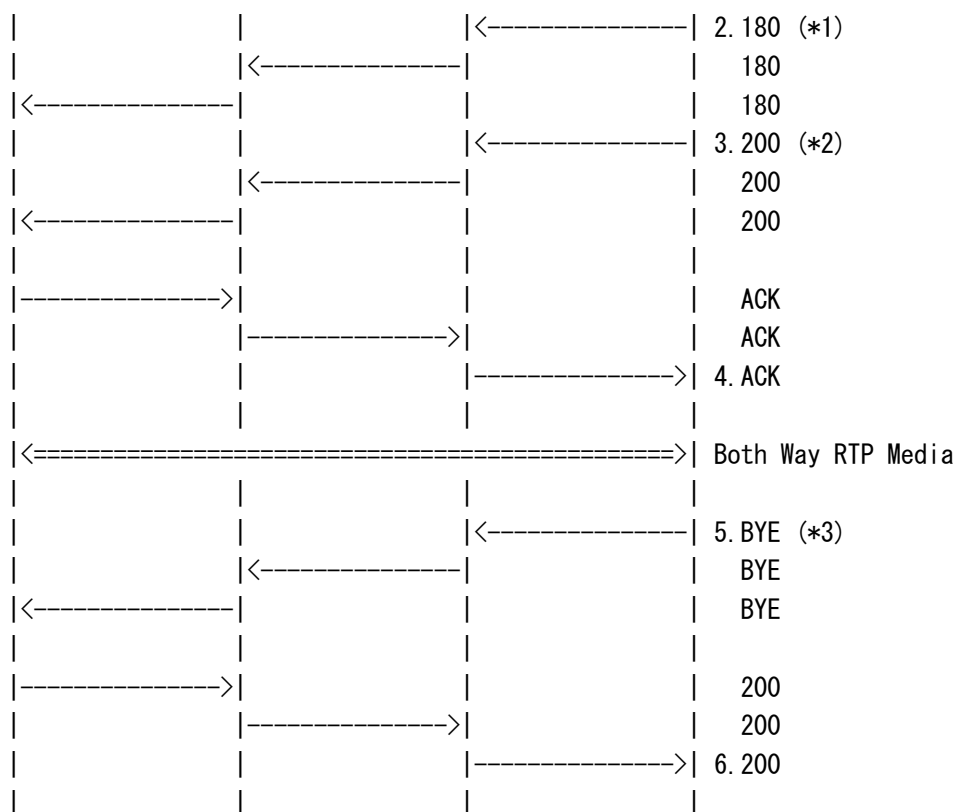 2.180 (*1)
180
180
3.200 (*2)
200
200
ACK
ACK
4.ACK
Both Way RTP Media
5.BYE (*3)
BYE
BYE
200
200
6.200